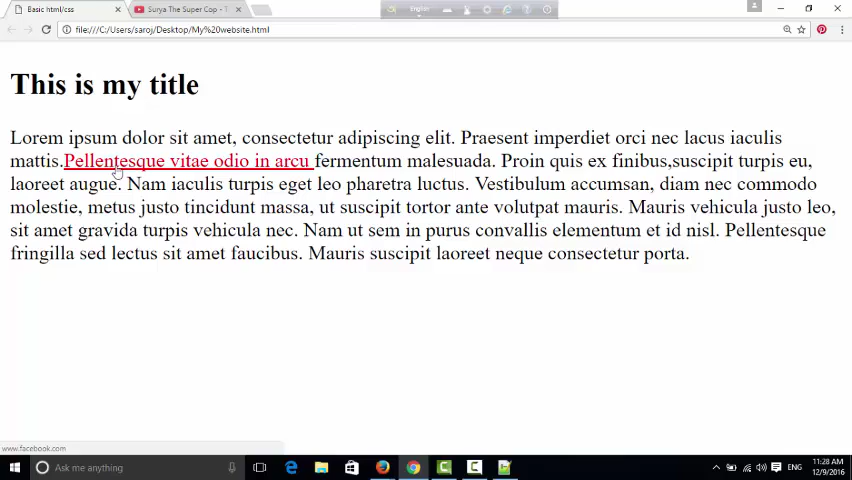 Basic html/css
Surya The Super Cop - T
English
file:///C:/Users/saroj/Desktop/My%20website.html
This is my title
Lorem ipsum dolor sit amet, consectetur adipiscing elit. Praesent imperdiet orci nec lacus iaculis
mattis.Pellentesque vitae odio in arcu fermentum malesuada. Proin quis ex finibus,suscipit turpis eu,
laoreet augue. Nam iaculis turpis eget leo pharetra luctus. Vestibulum accumsan, diam nec commodo
molestie, metus justo tincidunt massa, ut suscipit tortor ante volutpat mauris. Mauris vehicula justo leo,
sit amet gravida turpis vehicula nec. Nam ut sem in purus convallis elementum et id nisl. Pellentesque
fringilla sed lectus sit amet faucibus. Mauris suscipit laoreet neque consectetur porta.
www.facebook.com
Ask me anything
ENG
11:28 AM
12/9/2016